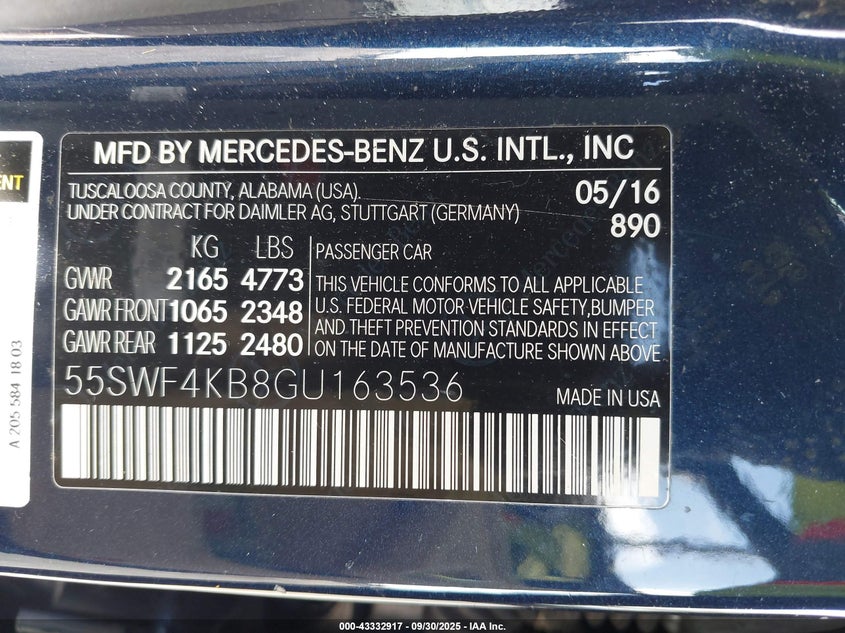 MFD BY MERCEDES-BENZ U.S. INTL., INC
TUSCALOOSA COUNTY, ALABAMA (USA).
UNDER CONTRACT FOR DAIMLER AG, STUTTGART (GERMANY)
05/16
890
KG LBS
GVWR 2165 4773
GAWR FRONT 1065 2348
GAWR REAR 1125 2480
PASSENGER CAR
THIS VEHICLE CONFORMS TO ALL APPLICABLE
U.S. FEDERAL MOTOR VEHICLE SAFETY,BUMPER
AND THEFT PREVENTION STANDARDS IN EFFECT
ON THE DATE OF MANUFACTURE SHOWN ABOVE.
55SWF4KB8GU163536
MADE IN USA
A 205 584 18 03
000-43332917 - 09/30/2025 - IAA Inc.